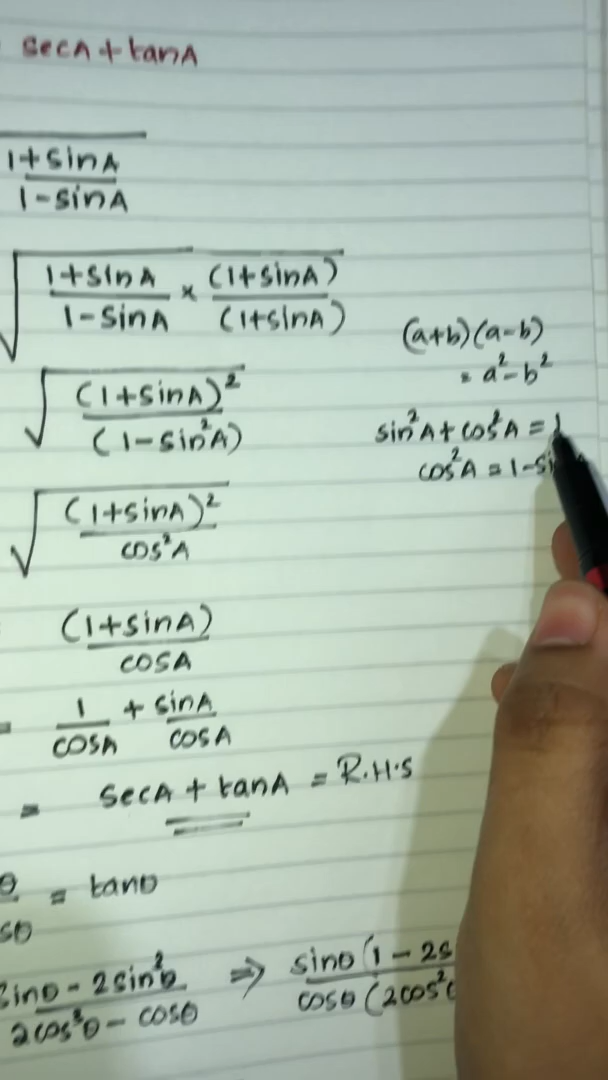 secA + tanA
1+sinA
1-sinA
√ 1+sinA × (1+sinA)
1-sinA (1+sinA)
(a+b)(a-b)
= a²-b²
√ (1+sinA)²
(1-sin²A)
sin²A + cos²A = 1
cos²A = 1-
√ (1+sinA)²
cos²A
(1+sinA)
cosA
= 1 + sinA
cosA cosA
= secA + tanA = R.H.S
θ = tanθ
sθ
sinθ - 2sin²θ ⇒ sinθ (1 - 2s
2cos³θ - cosθ cosθ (2cos²